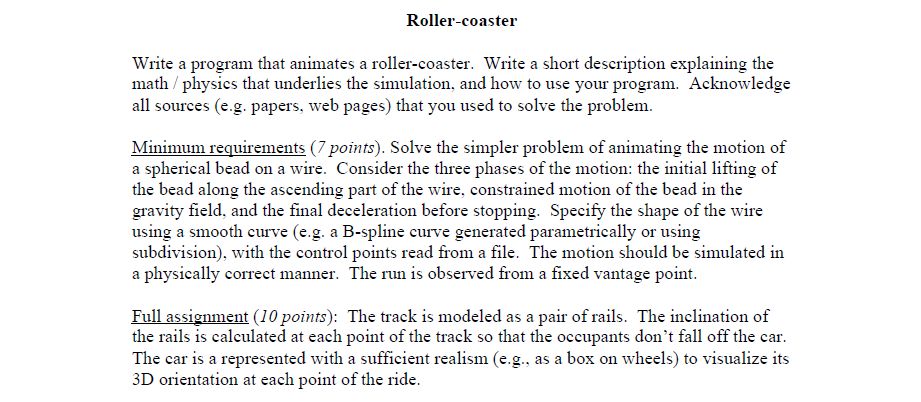 Roller-coaster
Write a program that animates a roller-coaster.  Write a short description explaining the
math / physics that underlies the simulation, and how to use your program.  Acknowledge
all sources (e.g. papers, web pages) that you used to solve the problem.
Minimum requirements (7 points). Solve the simpler problem of animating the motion of
a spherical bead on a wire.  Consider the three phases of the motion: the initial lifting of
the bead along the ascending part of the wire, constrained motion of the bead in the
gravity field, and the final deceleration before stopping.  Specify the shape of the wire
using a smooth curve (e.g. a B-spline curve generated parametrically or using
subdivision), with the control points read from a file.  The motion should be simulated in
a physically correct manner.  The run is observed from a fixed vantage point.
Full assignment (10 points):  The track is modeled as a pair of rails.  The inclination of
the rails is calculated at each point of the track so that the occupants don't fall off the car.
The car is a represented with a sufficient realism (e.g., as a box on wheels) to visualize its
3D orientation at each point of the ride.